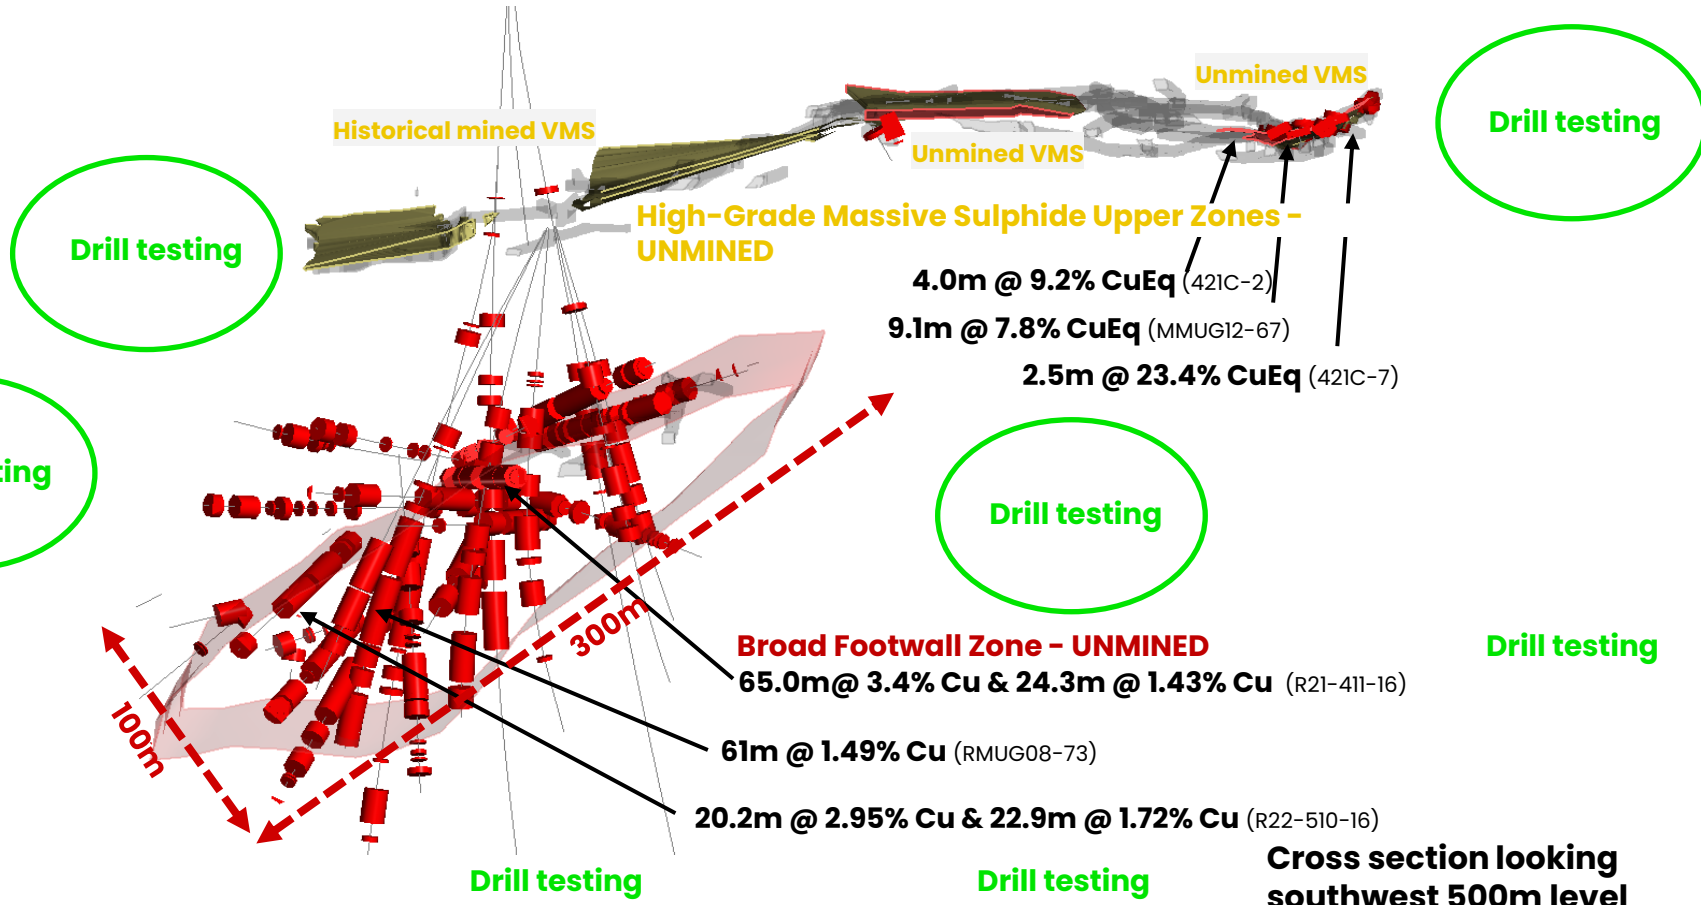 Unmined VMS
Drill testing
Historical mined VMS
Unmined VMS
Drill testing
High-Grade Massive Sulphide Upper Zones -
UNMINED
4.0m @ 9.2% CuEq (421C-2)
9.1m @ 7.8% CuEq (MMUG12-67)
2.5m @ 23.4% CuEq (421C-7)
ting
Drill testing
300m
Broad Footwall Zone - UNMINED
Drill testing
65.0m@ 3.4% Cu & 24.3m @ 1.43% Cu (R21-411-16)
100m
61m @ 1.49% Cu (RMUG08-73)
20.2m @ 2.95% Cu & 22.9m @ 1.72% Cu (R22-510-16)
Drill testing
Drill testing
Cross section looking
southwest 500m level